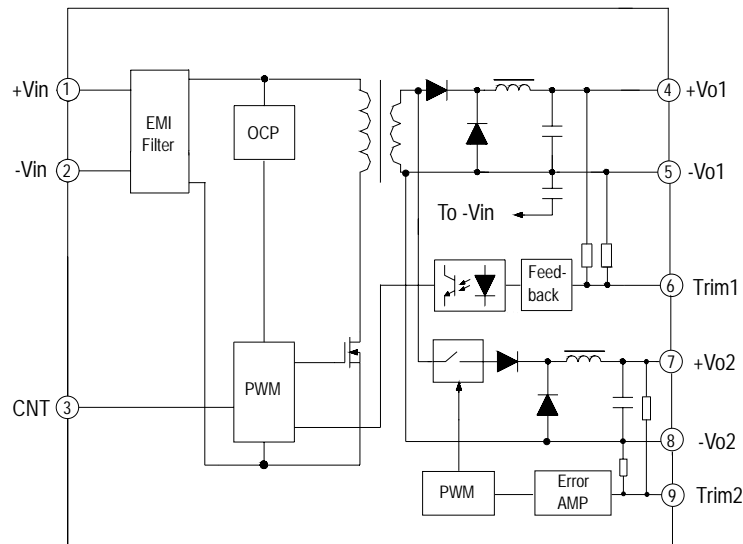 +Vin
1
EMI
Filter
OCP
4
+Vo1
-Vin
2
5
-Vo1
To -Vin
Feed-
back
6
Trim1
7
+Vo2
CNT
3
PWM
8
-Vo2
PWM
Error
AMP
9
Trim2